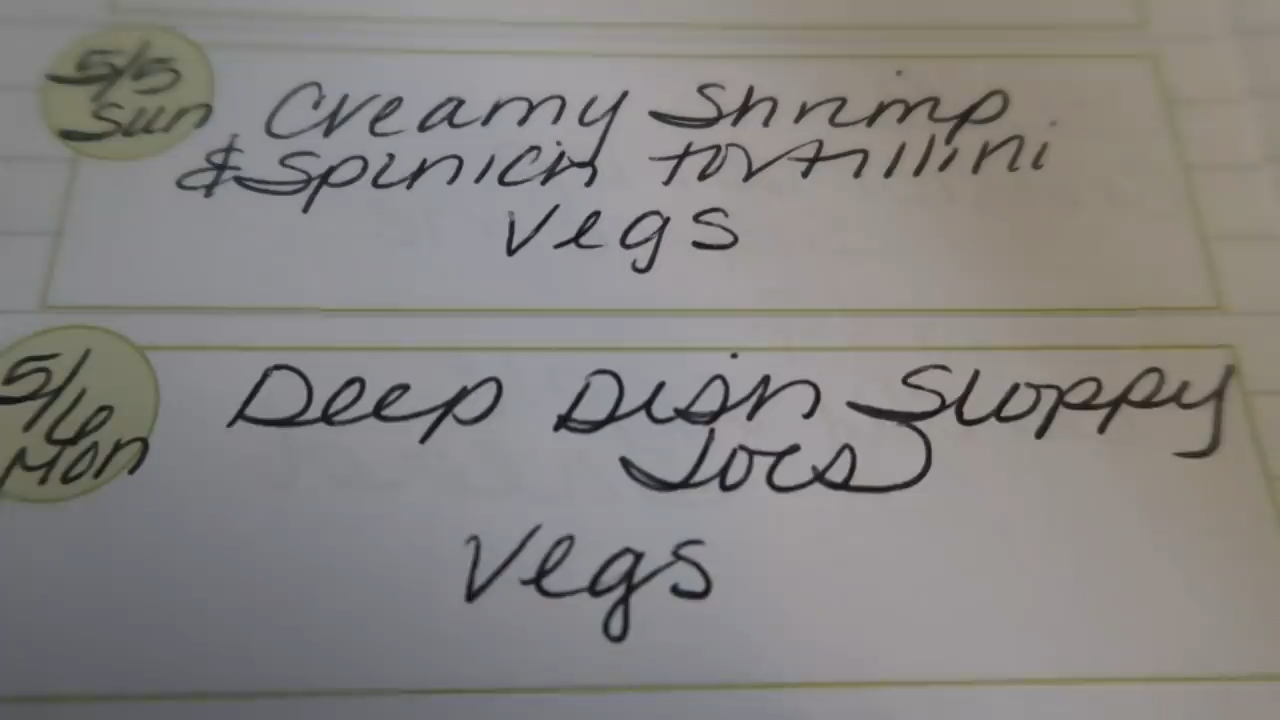 5/5
Sun
Creamy Shrimp
& Spinich tortillini
Vegs
5/6
Mon
Deep Dish Sloppy
Joes
Vegs